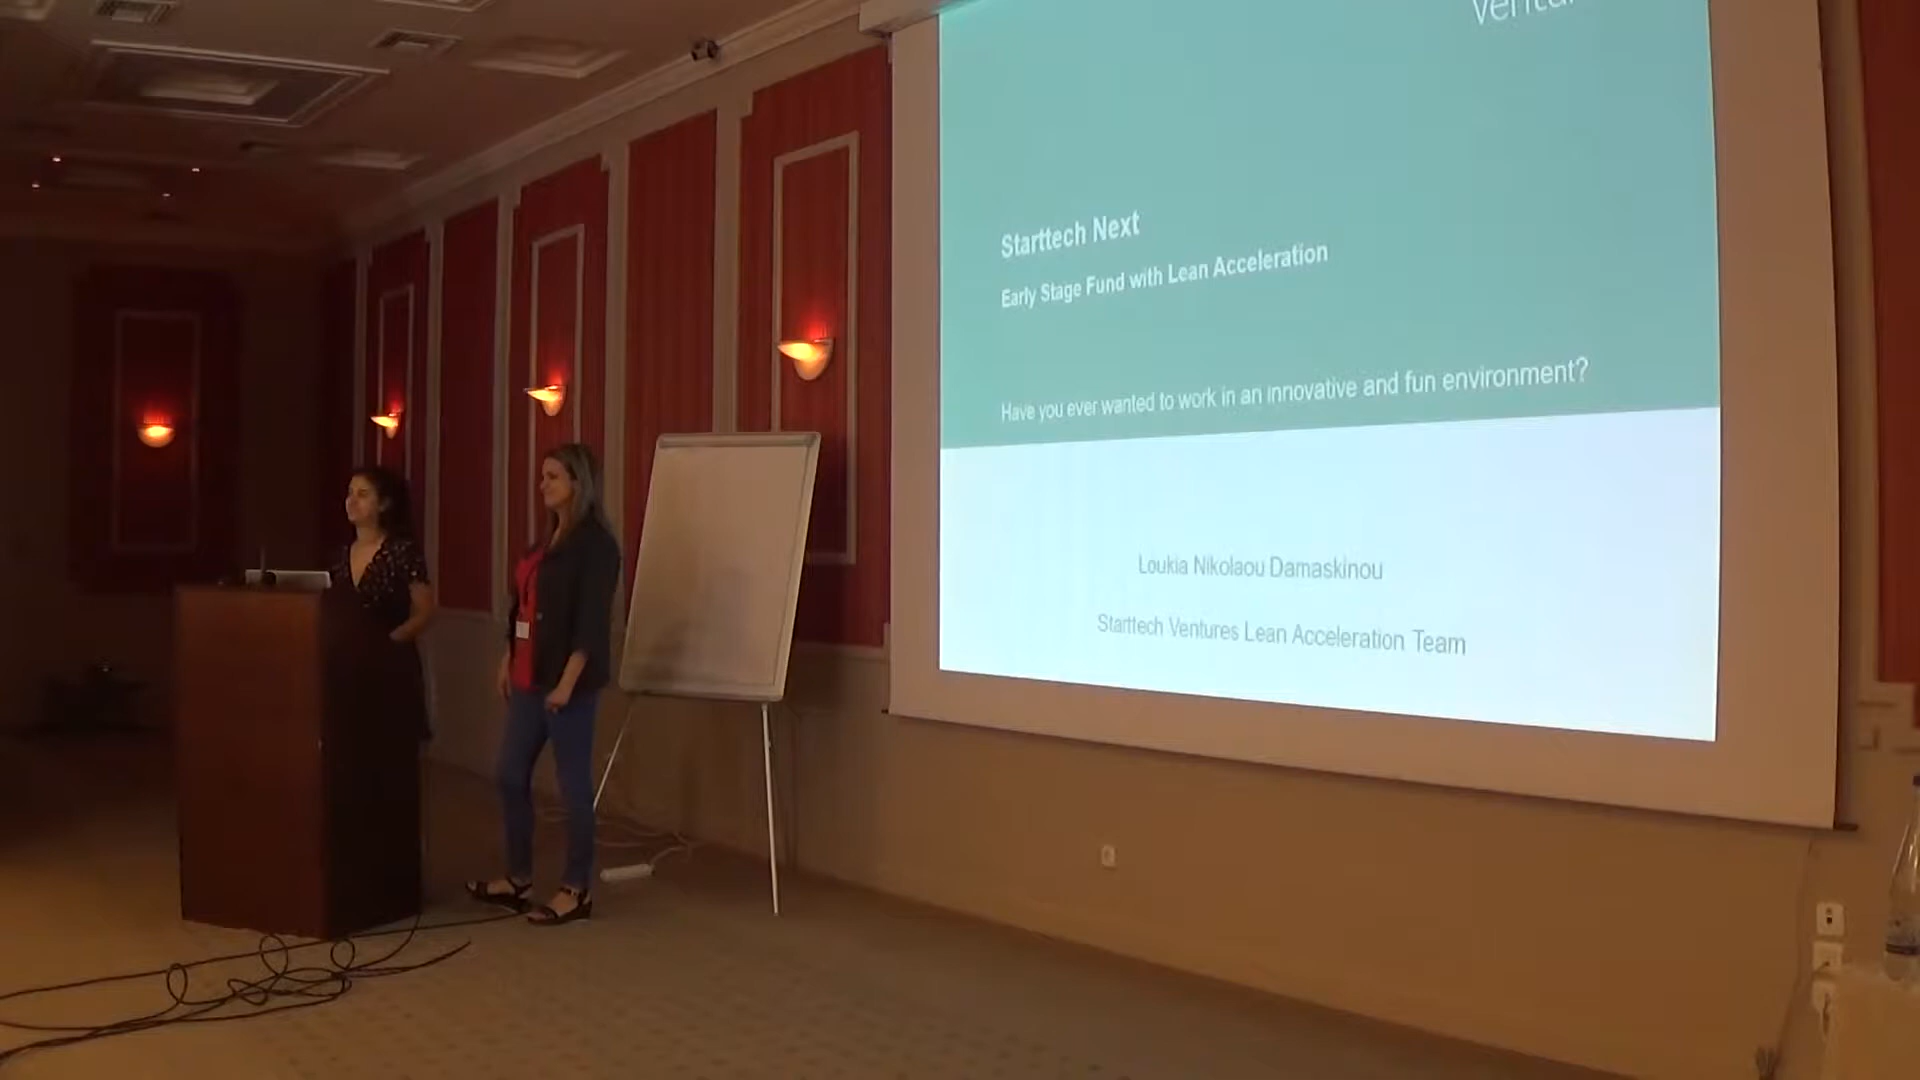 Starttech Next
Early Stage Fund with Lean Acceleration
Have you ever wanted to work in an innovative and fun environment?
Loukia Nikolaou Damaskinou
Starttech Ventures Lean Acceleration Team